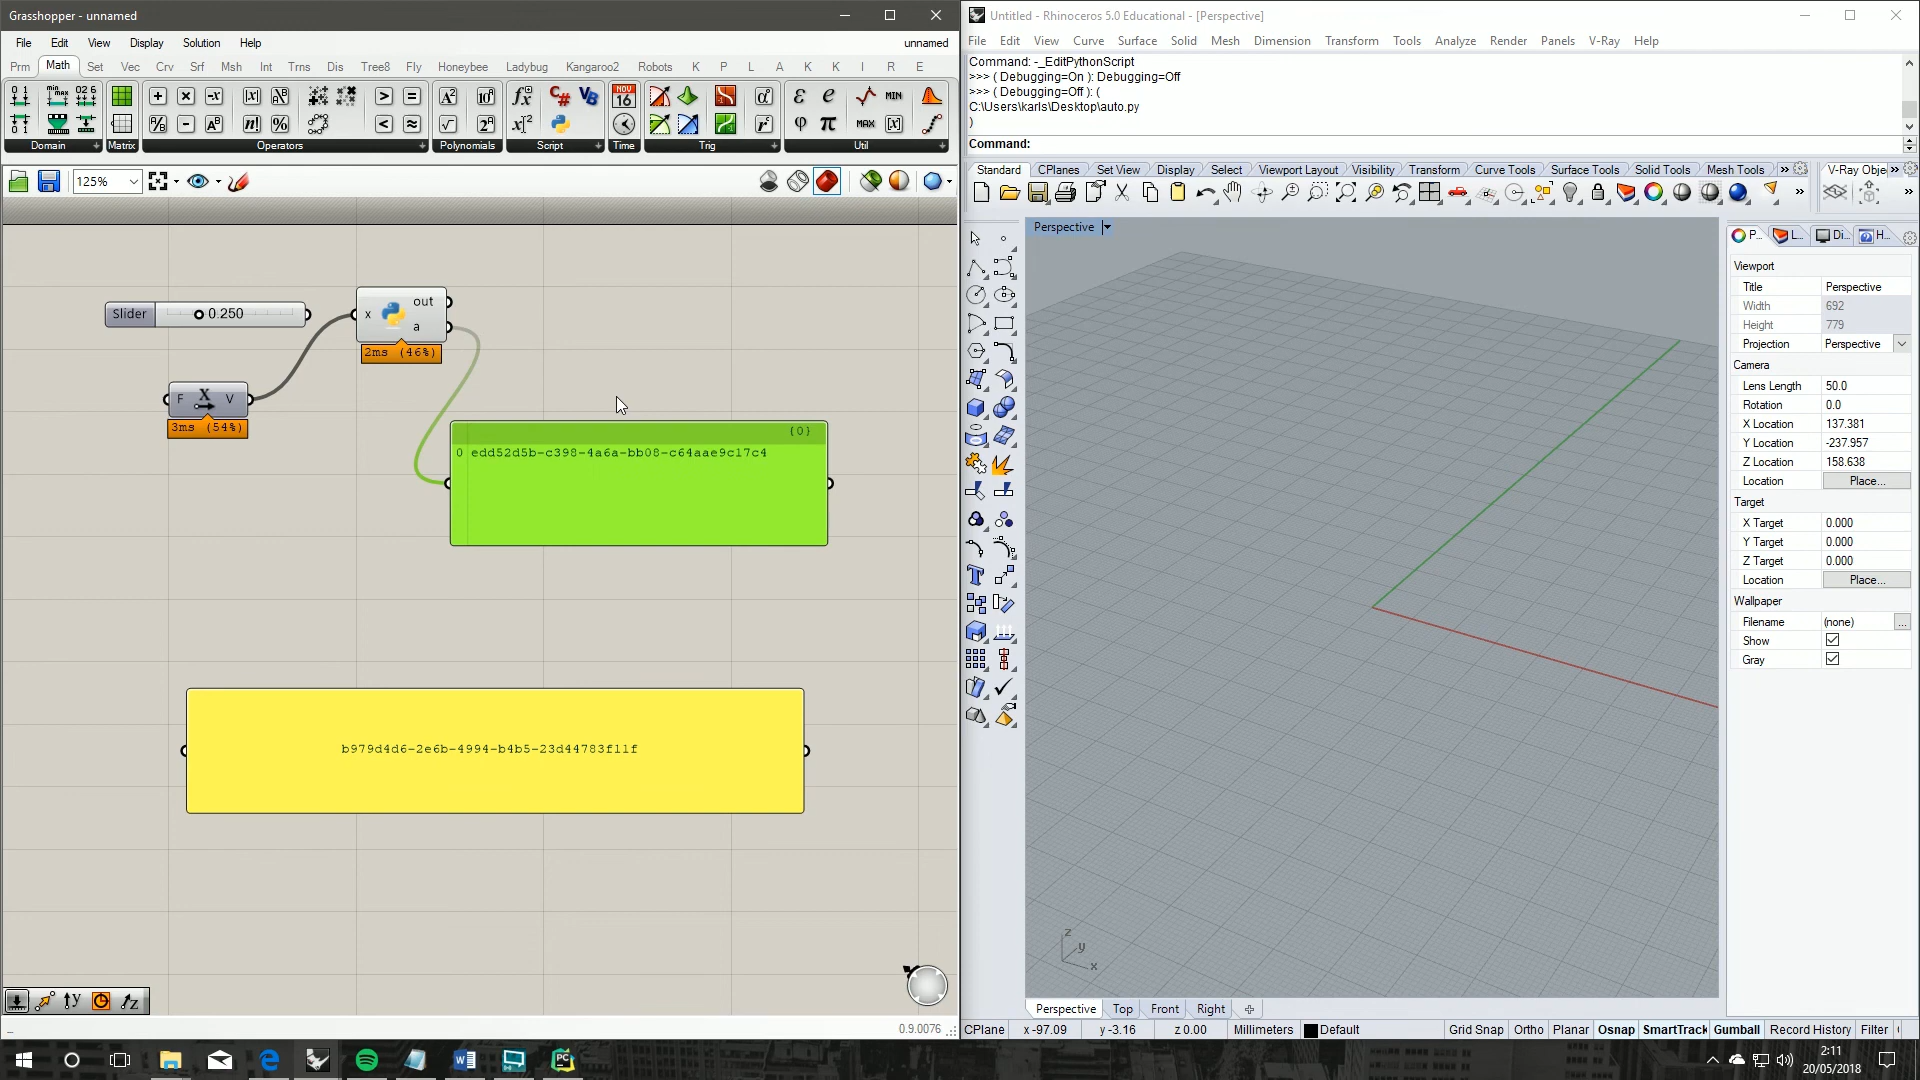 Grasshopper - unnamed
File Edit View Display Solution Help
unnamed
Prm Math Set Vec Crv Srf Msh Int Trns Dis Tree8 Fly Honeybee Ladybug Kangaroo2 Robots K P L A K K I R E
Domain Matrix Operators Polynomials Script Time Trig Util
125%
Slider 0.250
x out
a
2ms (46%)
F X V
3ms (54%)
{0}
0 edd52d5b-c398-4a6a-bb08-c64aae9c17c4
b979d4d6-2e6b-4994-b4b5-23d44783f11f
0.9.0076
Untitled - Rhinoceros 5.0 Educational - [Perspective]
File Edit View Curve Surface Solid Mesh Dimension Transform Tools Analyze Render Panels V-Ray Help
Command: -_EditPythonScript
>>> ( Debugging=On ): Debugging=Off
>>> ( Debugging=Off ): (
C:\Users\karls\Desktop\auto.py
)
Command:
Standard CPlanes Set View Display Select Viewport Layout Visibility Transform Curve Tools Surface Tools Solid Tools Mesh Tools » V-Ray Obje »
Perspective
P... L... Di... H...
Viewport
Title Perspective
Width 692
Height 779
Projection Perspective
Camera
Lens Length 50.0
Rotation 0.0
X Location 137.381
Y Location -237.957
Z Location 158.638
Location Place...
Target
X Target 0.000
Y Target 0.000
Z Target 0.000
Location Place...
Wallpaper
Filename (none) ...
Show
Gray
z
y
x
Perspective Top Front Right
CPlane x -97.09 y -3.16 z 0.00 Millimeters Default Grid Snap Ortho Planar Osnap SmartTrack Gumball Record History Filter
2:11
20/05/2018